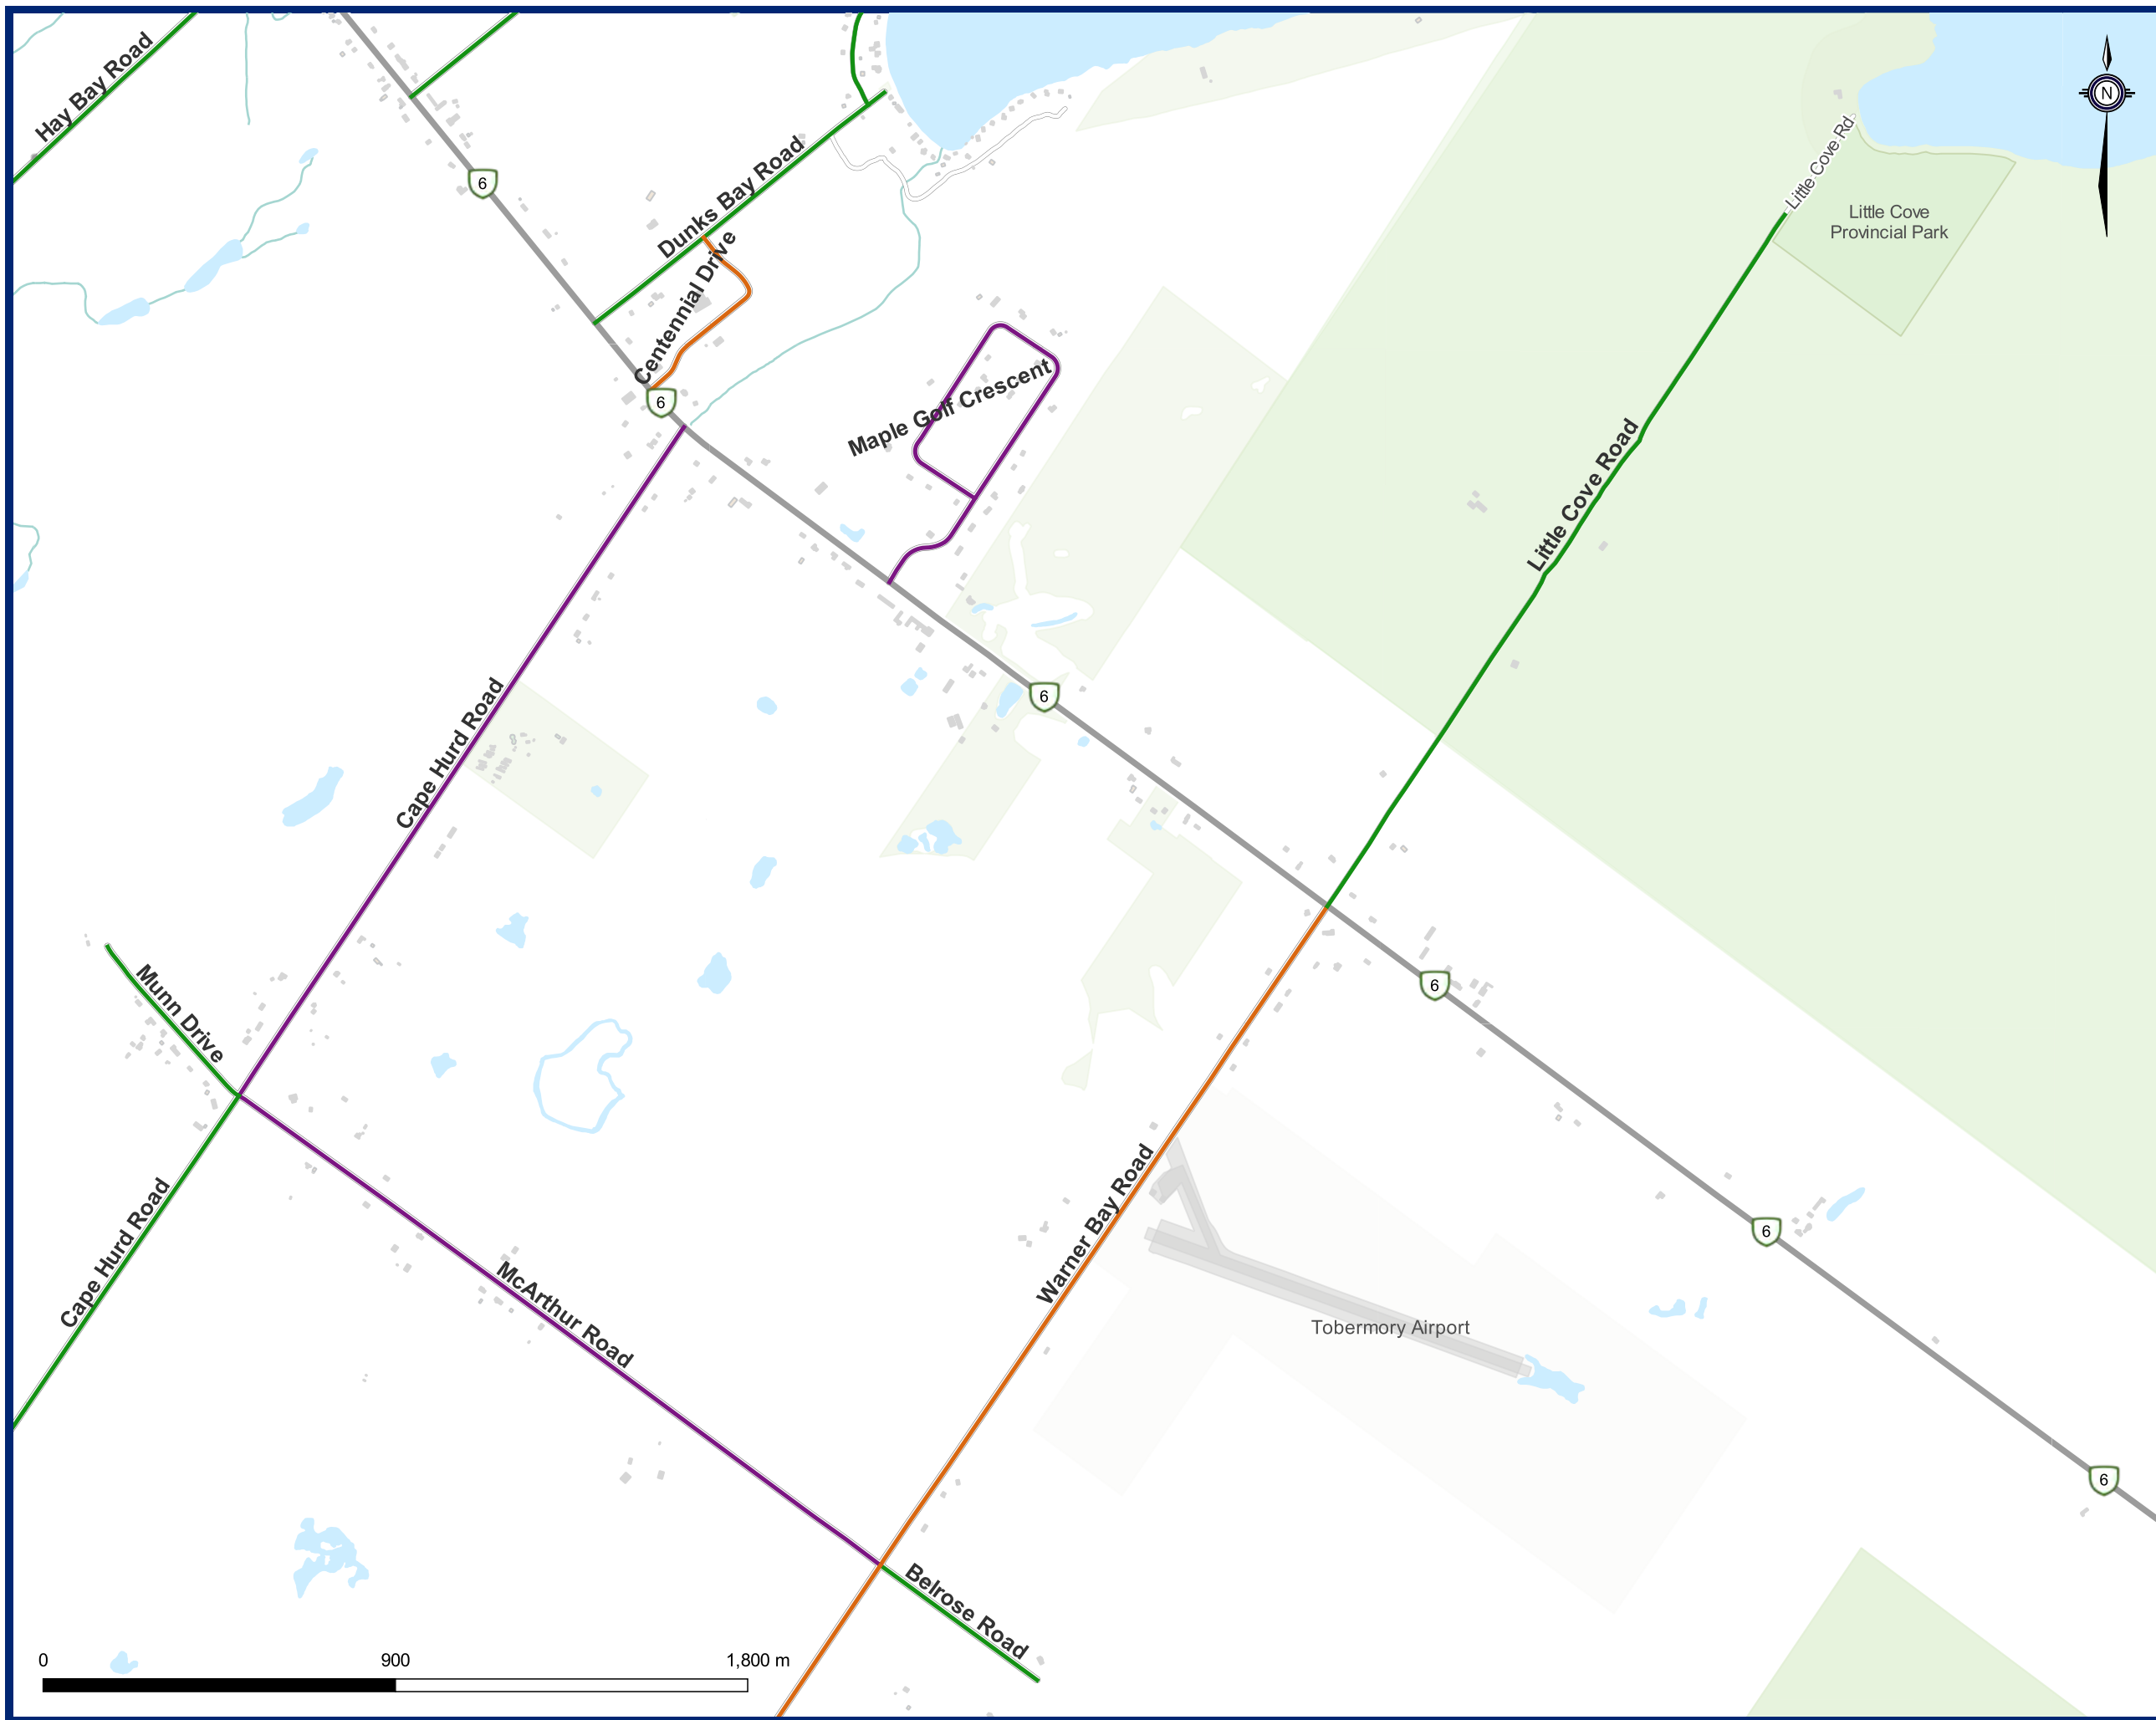 Hay Bay Road
N
Little Cove Rd
6
Dunks Bay Road
Little Cove
Provincial Park
Centennial Drive
Maple Golf Crescent
6
Little Cove Road
6
Cape Hurd Road
6
Munn Drive
Warner Bay Road
Cape Hurd Road
6
McArthur Road
Tobermory Airport
6
Belrose Road
0 900 1,800 m